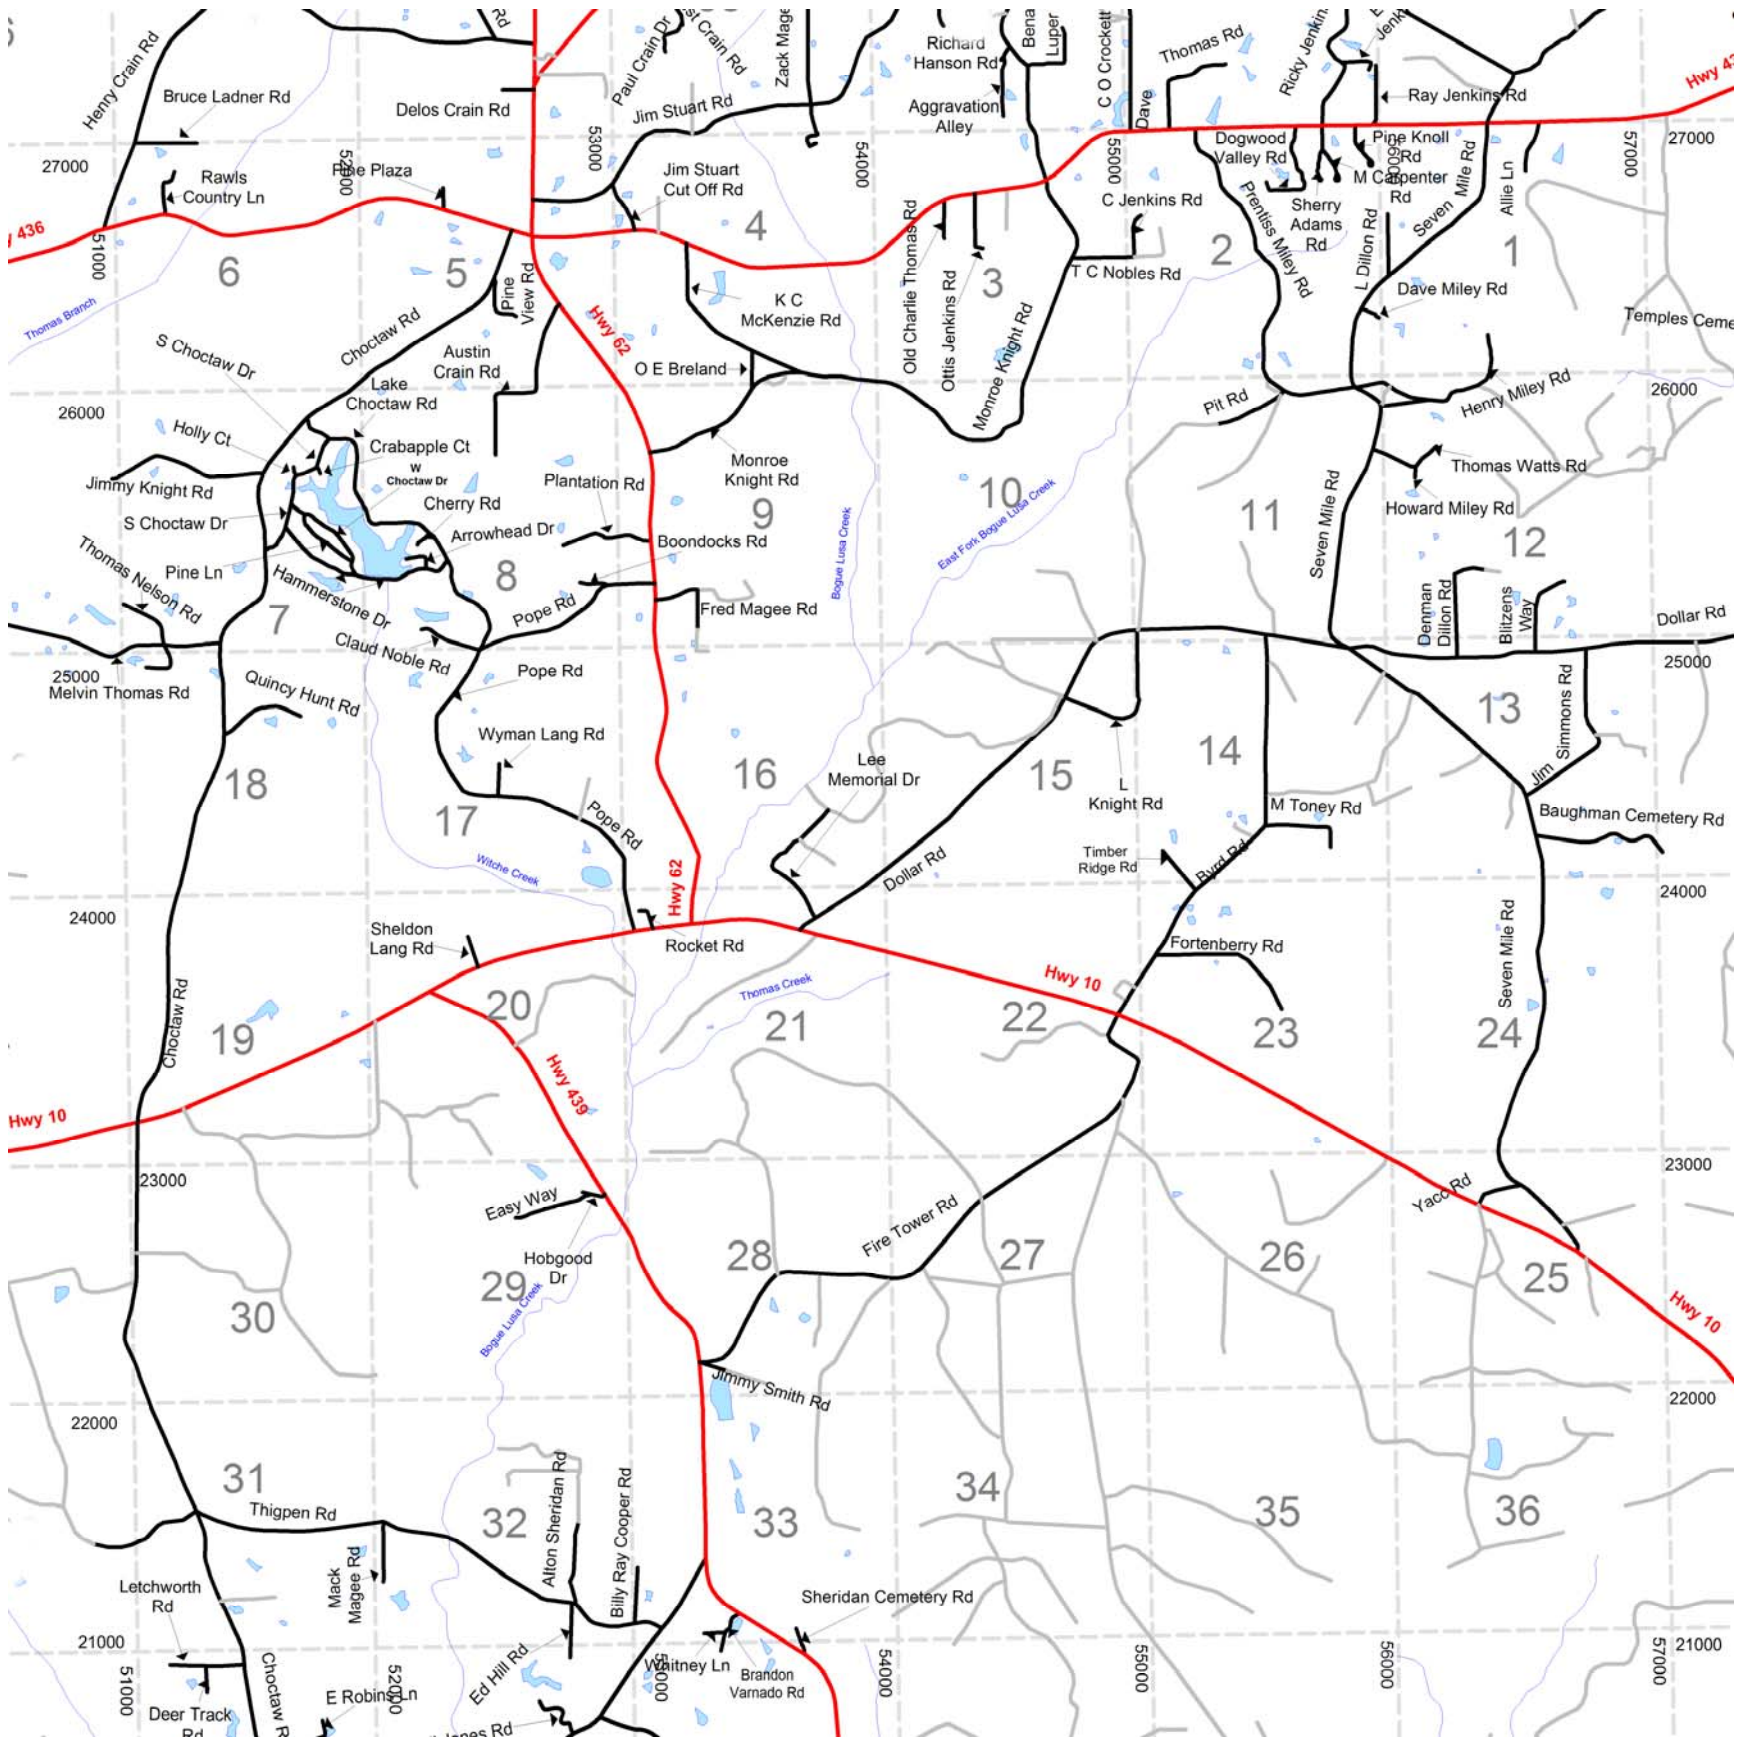 Henry Crain Rd
Rd
Paul Crain Dr
st Crain Rd
Zack Mage
Richard
Hanson Rd
Bena
Luper
C O Crockett
Thomas Rd
Ricky Jenkin
Jenk
Hwy 43
Bruce Ladner Rd
Delos Crain Rd
Jim Stuart Rd
Aggravation
Alley
Dave
Ray Jenkins Rd
27000
52000
53000
54000
55000
Dogwood
Valley Rd
Pine Knoll
Rd
56000
57000
27000
Rawls
Country Ln
Pine Plaza
Jim Stuart
Cut Off Rd
M Carpenter
Rd
Seven Mile Rd
Allie Ln
y 436
51000
6
5
4
Old Charlie Thomas Rd
Ottis Jenkins Rd
3
C Jenkins Rd
T C Nobles Rd
2
Prentiss Miley Rd
Sherry
Adams
Rd
L Dillon Rd
1
Thomas Branch
Pine
View Rd
K C
McKenzie Rd
Dave Miley Rd
Temples Ceme
S Choctaw Dr
Choctaw Rd
Hwy 62
Austin
Crain Rd
O E Breland
Monroe Knight Rd
26000
Lake
Choctaw Rd
Pit Rd
Henry Miley Rd
26000
Holly Ct
Crabapple Ct
W
Choctaw Dr
Monroe
Knight Rd
Thomas Watts Rd
Jimmy Knight Rd
Cherry Rd
Plantation Rd
10
Seven Mile Rd
Howard Miley Rd
S Choctaw Dr
Arrowhead Dr
9
Bogue Lusa Creek
East Fork Bogue Lusa Creek
11
12
Thomas Nelson Rd
Pine Ln
Hammerstone Dr
8
Boondocks Rd
7
Pope Rd
Fred Magee Rd
Denman
Dillon Rd
Blitzens
Way
Dollar Rd
Claud Noble Rd
25000
Melvin Thomas Rd
Quincy Hunt Rd
Pope Rd
25000
13
Jim Simmons Rd
Wyman Lang Rd
18
17
16
Lee
Memorial Dr
15
L
Knight Rd
14
M Toney Rd
Baughman Cemetery Rd
Pope Rd
Witche Creek
Hwy 62
Dollar Rd
Timber
Ridge Rd
Byrd Rd
24000
24000
Sheldon
Lang Rd
Rocket Rd
Fortenberry Rd
Seven Mile Rd
Choctaw Rd
Thomas Creek
Hwy 10
19
20
21
22
23
24
Hwy 439
Hwy 10
23000
23000
Easy Way
Yacc Rd
Hobgood
Dr
Fire Tower Rd
28
27
26
25
29
30
Bogue Lusa Creek
Hwy 10
Jimmy Smith Rd
22000
22000
31
Thigpen Rd
32
Alton Sheridan Rd
Billy Ray Cooper Rd
33
34
35
36
Letchworth
Rd
Mack
Magee Rd
Sheridan Cemetery Rd
21000
21000
51000
Choctaw R
52000
Ed Hill Rd
53000
Whitney Ln
Brandon
Varnado Rd
54000
55000
56000
57000
Deer Track
Rd
E Robins Ln
Jones Rd